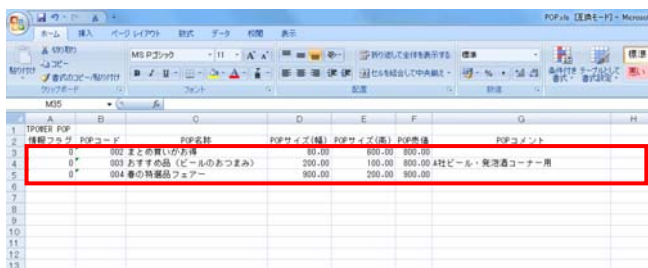 POP.xls [互換モード] - Microsof
ホーム 挿入 ページ レイアウト 数式 データ 校閲 表示
切り取り
コピー
貼り付け 書式のコピー/貼り付け
クリップボード
MS Pゴシック 11 A A
B I U
フォント
折り返して全体を表示する
セルを結合して中央揃え
配置
標準
% , .0 .00
数値
条件付き書式 テーブルとして書式設定
標準
悪い
M35 fx
A B C D E F G H
1 TPOWER POP
2 情報フラグ POPコード POP名称 POPサイズ(幅) POPサイズ(高) POP売価 POPコメント
3 0 002 まとめ買いがお得 80.00 600.00 800.00
4 0 003 おすすめ品(ビールのおつまみ) 200.00 100.00 800.00 A社ビール・発泡酒コーナー用
5 0 004 春の特選品フェアー 900.00 200.00 900.00
6
7
8
9
10
11
12
13